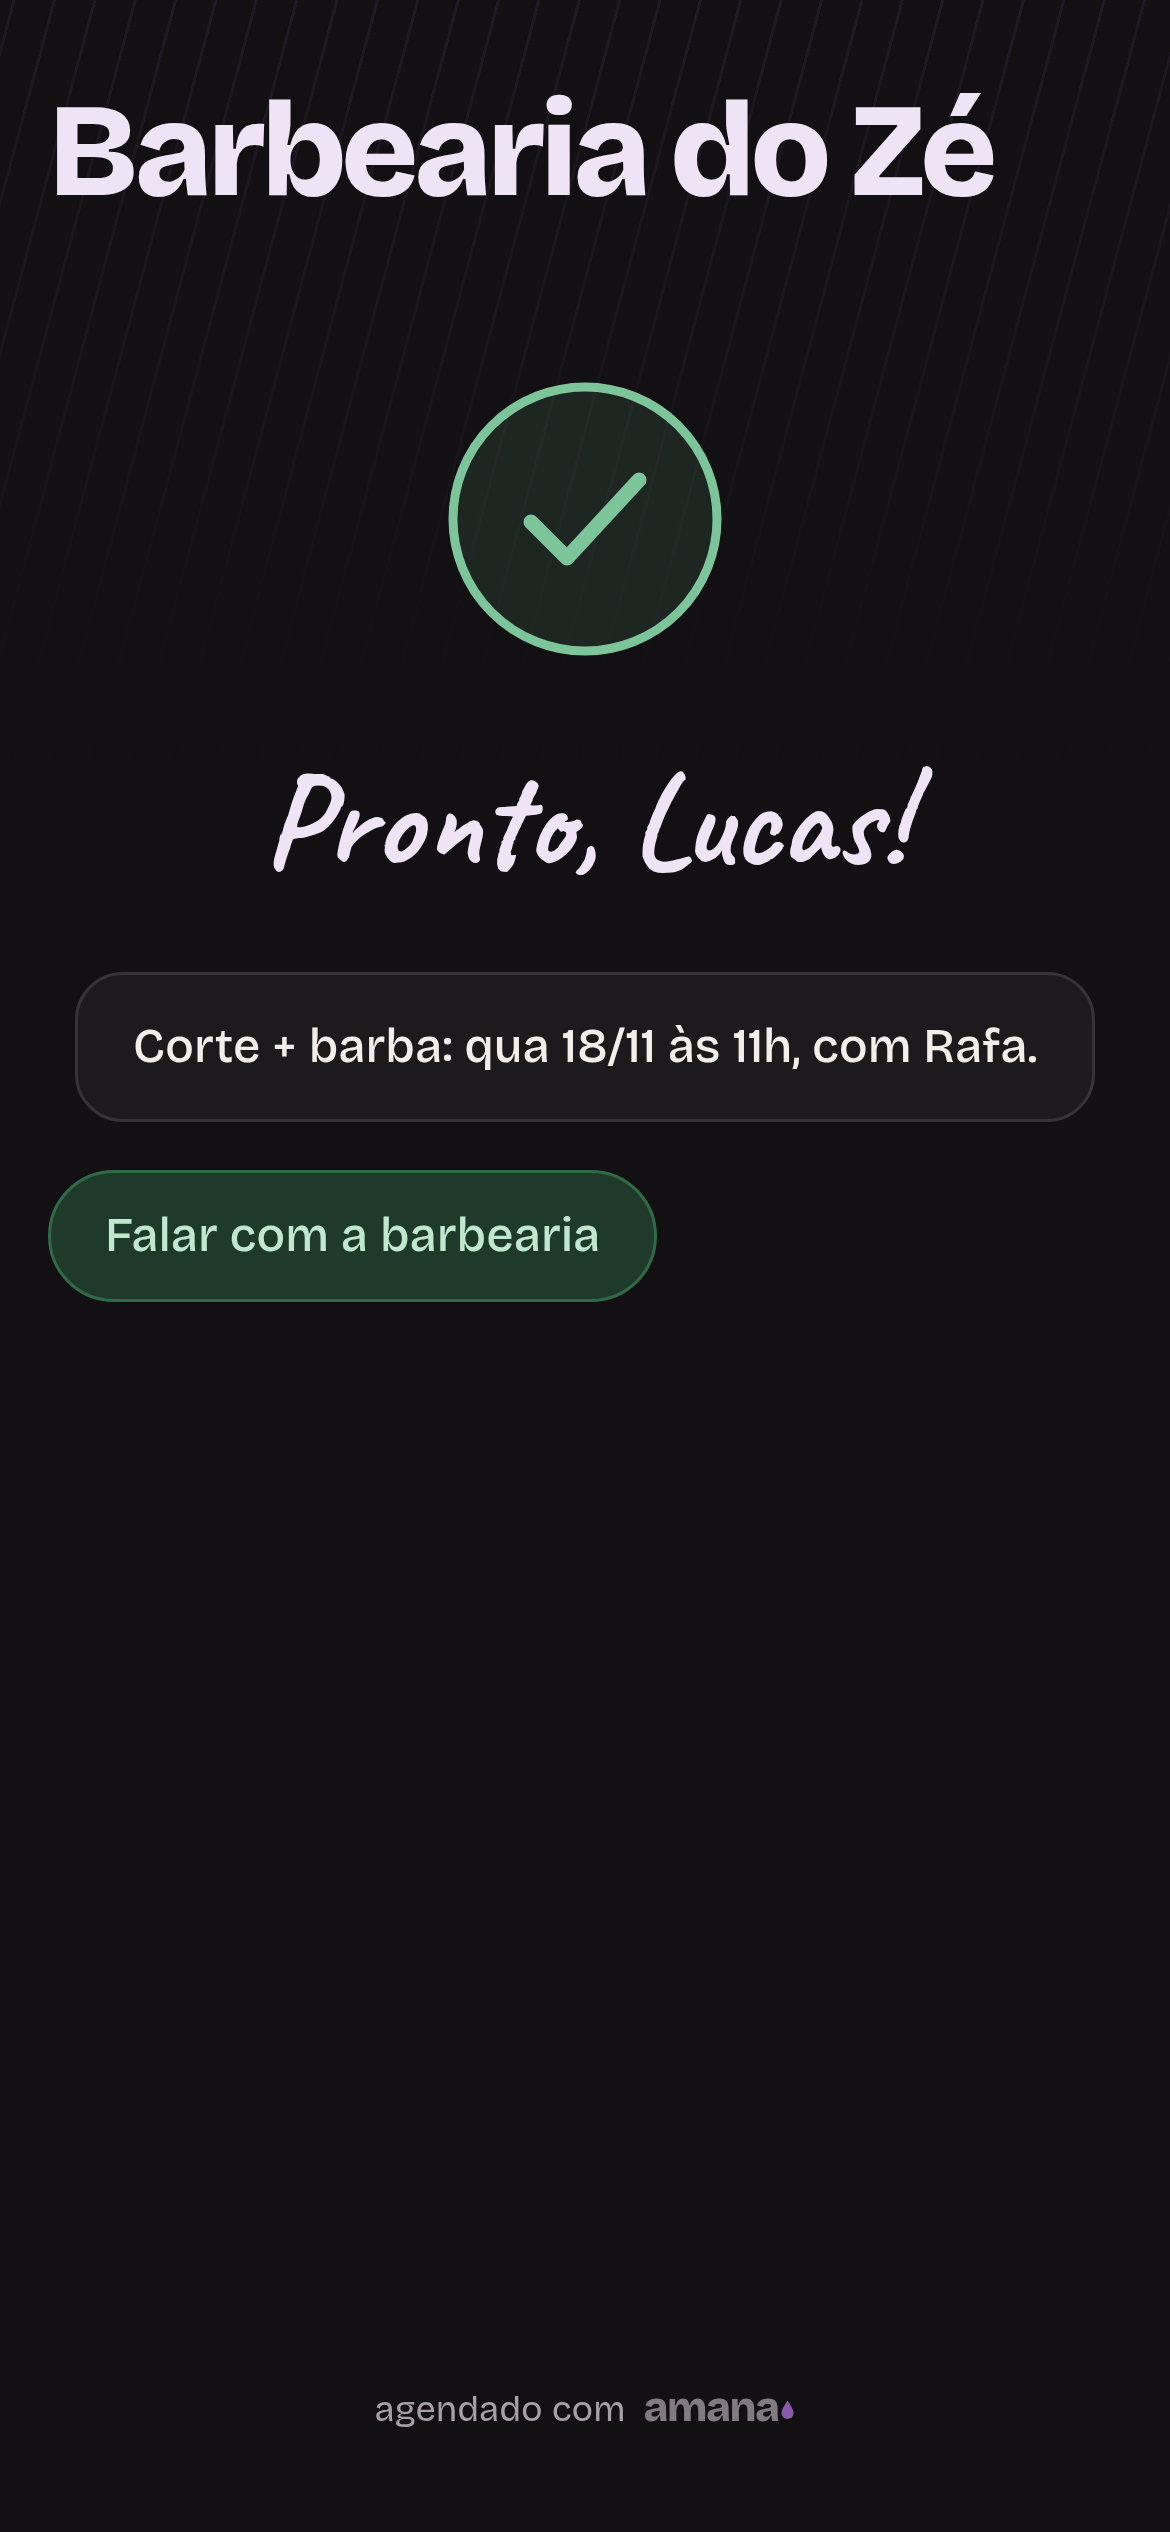 Barbearia do Zé
Pronto, Lucas!
Corte + barba: qua 18/11 às 11h, com Rafa.
Falar com a barbearia
agendado com amana